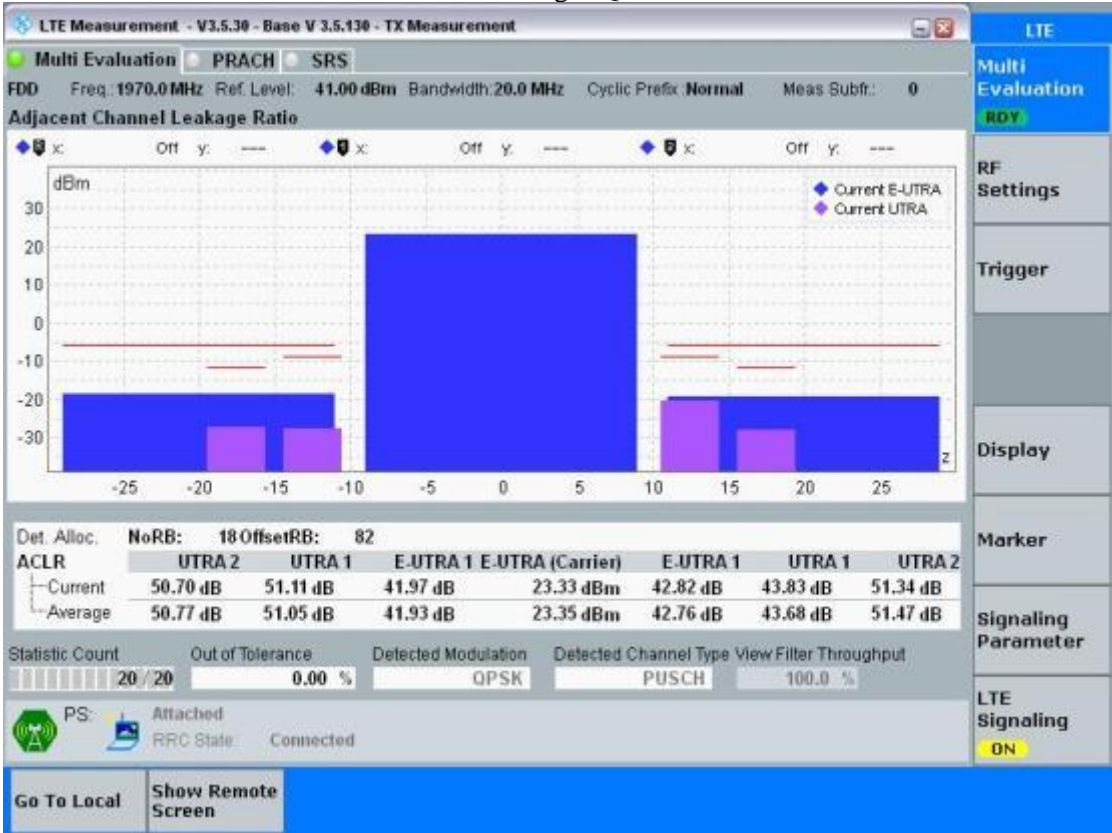 LTE Measurement - V3.5.30 - Base V 3.5.130 - TX Measurement
LTE
Multi Evaluation PRACH SRS
Multi Evaluation
RDY
FDD Freq.: 1970.0 MHz Ref. Level: 41.00 dBm Bandwidth: 20.0 MHz Cyclic Prefix: Normal Meas Subfr.: 0
Adjacent Channel Leakage Ratio
x: Off y: --- x: Off y: --- x: Off y: ---
dBm
Current E-UTRA
Current UTRA
30
20
10
0
-10
-20
-30
z
-25 -20 -15 -10 -5 0 5 10 15 20 25
RF
Settings
Trigger
Display
Marker
Signaling
Parameter
LTE
Signaling
ON
Det. Alloc. NoRB: 18 OffsetRB: 82
ACLR UTRA 2 UTRA 1 E-UTRA 1 E-UTRA (Carrier) E-UTRA 1 UTRA 1 UTRA 2
Current 50.70 dB 51.11 dB 41.97 dB 23.33 dBm 42.82 dB 43.83 dB 51.34 dB
Average 50.77 dB 51.05 dB 41.93 dB 23.35 dBm 42.76 dB 43.68 dB 51.47 dB
Statistic Count Out of Tolerance Detected Modulation Detected Channel Type View Filter Throughput
20 / 20 0.00 % QPSK PUSCH 100.0 %
PS: Attached
RRC State: Connected
Go To Local
Show Remote
Screen